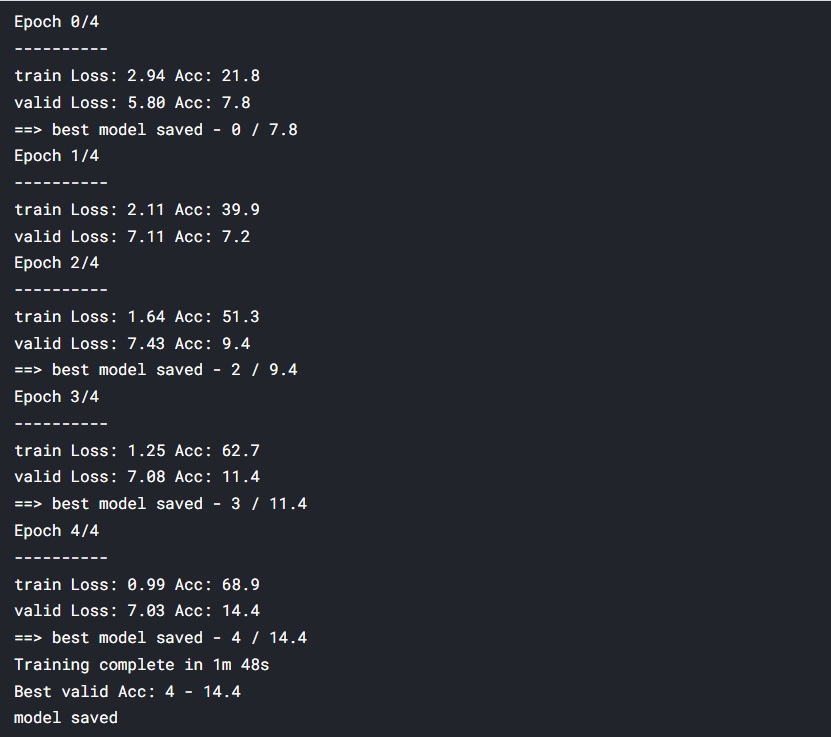 Epoch 0/4
----------
train Loss: 2.94 Acc: 21.8
valid Loss: 5.80 Acc: 7.8
==> best model saved - 0 / 7.8
Epoch 1/4
----------
train Loss: 2.11 Acc: 39.9
valid Loss: 7.11 Acc: 7.2
Epoch 2/4
----------
train Loss: 1.64 Acc: 51.3
valid Loss: 7.43 Acc: 9.4
==> best model saved - 2 / 9.4
Epoch 3/4
----------
train Loss: 1.25 Acc: 62.7
valid Loss: 7.08 Acc: 11.4
==> best model saved - 3 / 11.4
Epoch 4/4
----------
train Loss: 0.99 Acc: 68.9
valid Loss: 7.03 Acc: 14.4
==> best model saved - 4 / 14.4
Training complete in 1m 48s
Best valid Acc: 4 - 14.4
model saved